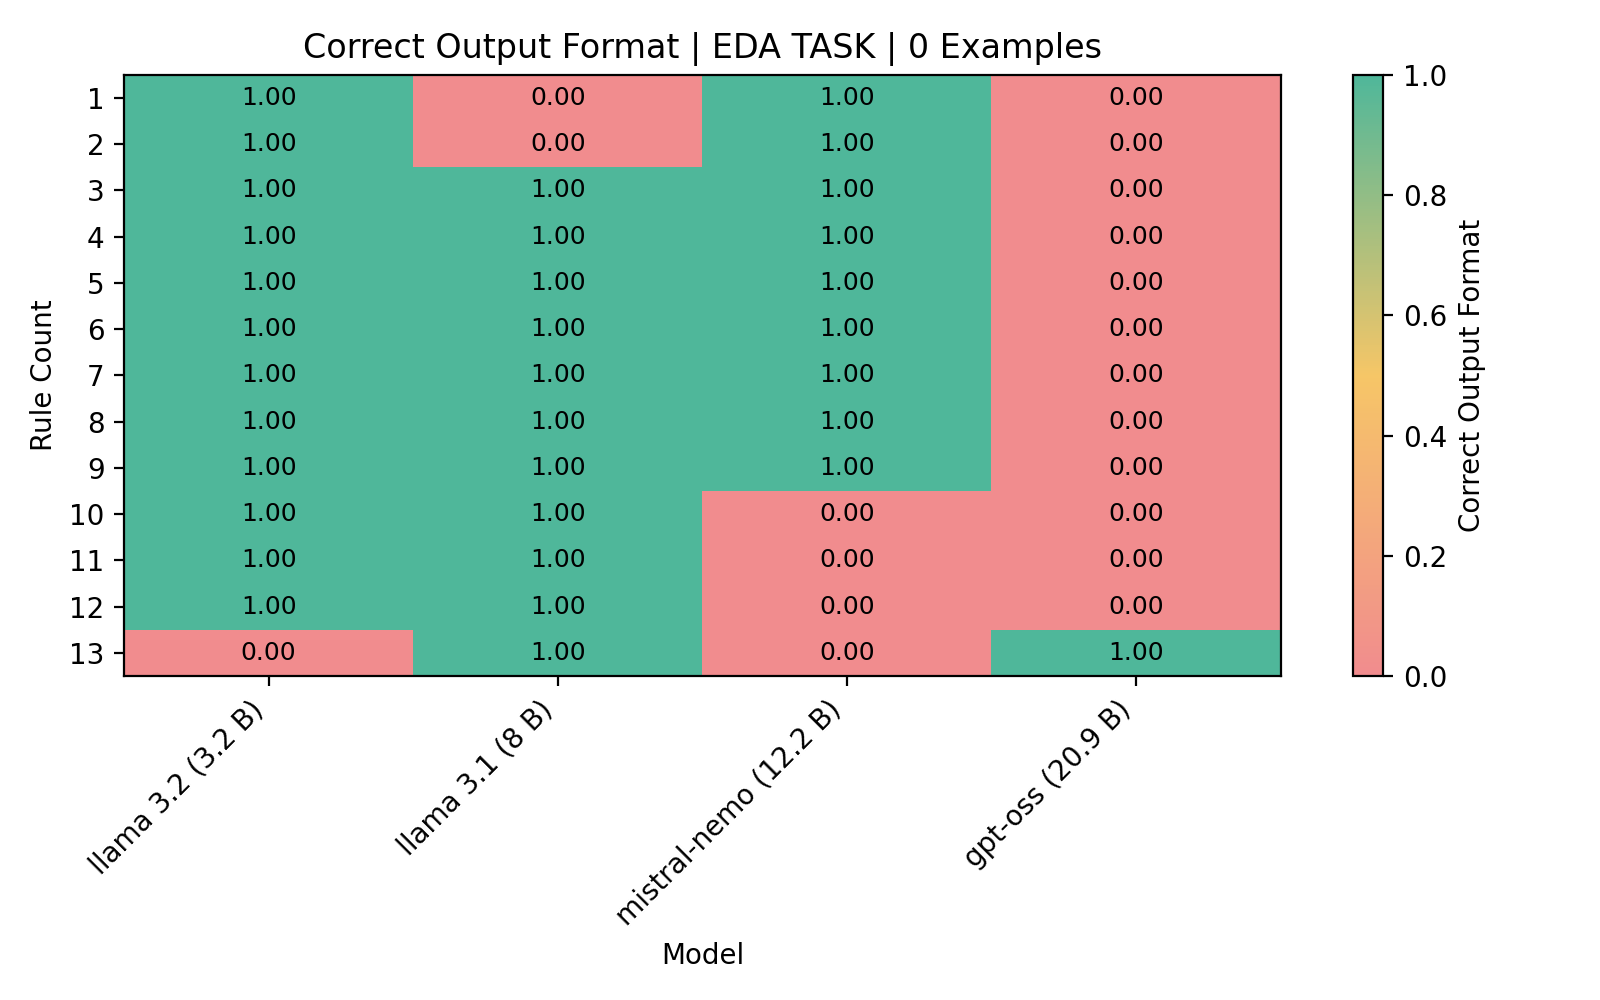 Correct Output Format | EDA TASK | 0 Examples
Rule Count
1 1.00 0.00 1.00 0.00
2 1.00 0.00 1.00 0.00
3 1.00 1.00 1.00 0.00
4 1.00 1.00 1.00 0.00
5 1.00 1.00 1.00 0.00
6 1.00 1.00 1.00 0.00
7 1.00 1.00 1.00 0.00
8 1.00 1.00 1.00 0.00
9 1.00 1.00 1.00 0.00
10 1.00 1.00 0.00 0.00
11 1.00 1.00 0.00 0.00
12 1.00 1.00 0.00 0.00
13 0.00 1.00 0.00 1.00
llama 3.2 (3.2 B)
llama 3.1 (8 B)
mistral-nemo (12.2 B)
gpt-oss (20.9 B)
Model
1.0
0.8
0.6
0.4
0.2
0.0
Correct Output Format